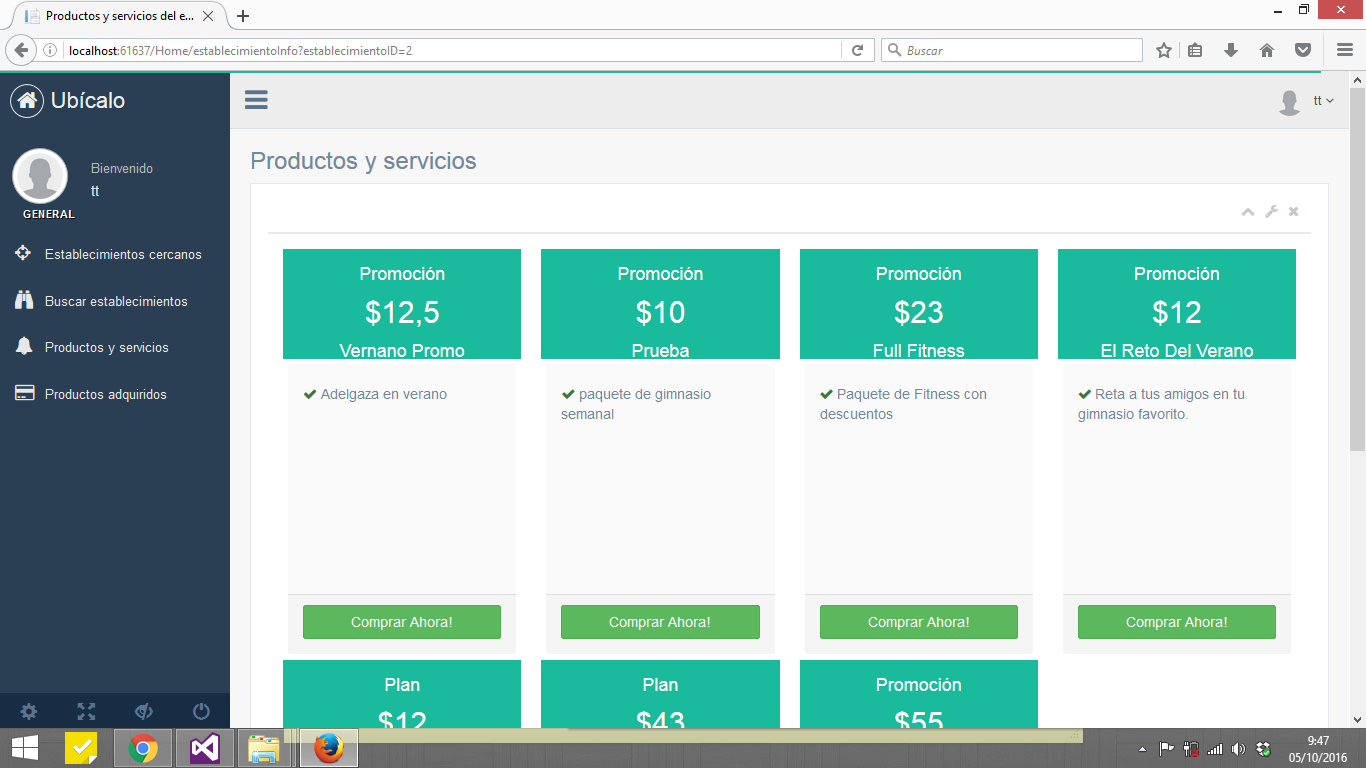 Productos y servicios del e...
localhost:61637/Home/establecimientoInfo?establecimientoID=2
Buscar
Ubícalo
tt
Bienvenido
tt
GENERAL
Establecimientos cercanos
Buscar establecimientos
Productos y servicios
Productos adquiridos
Productos y servicios
Promoción
$12,5
Vernano Promo
Adelgaza en verano
Comprar Ahora!
Promoción
$10
Prueba
paquete de gimnasio
semanal
Comprar Ahora!
Promoción
$23
Full Fitness
Paquete de Fitness con
descuentos
Comprar Ahora!
Promoción
$12
El Reto Del Verano
Reta a tus amigos en tu
gimnasio favorito.
Comprar Ahora!
Plan
$12
Plan
$43
Promoción
$55
9:47
05/10/2016